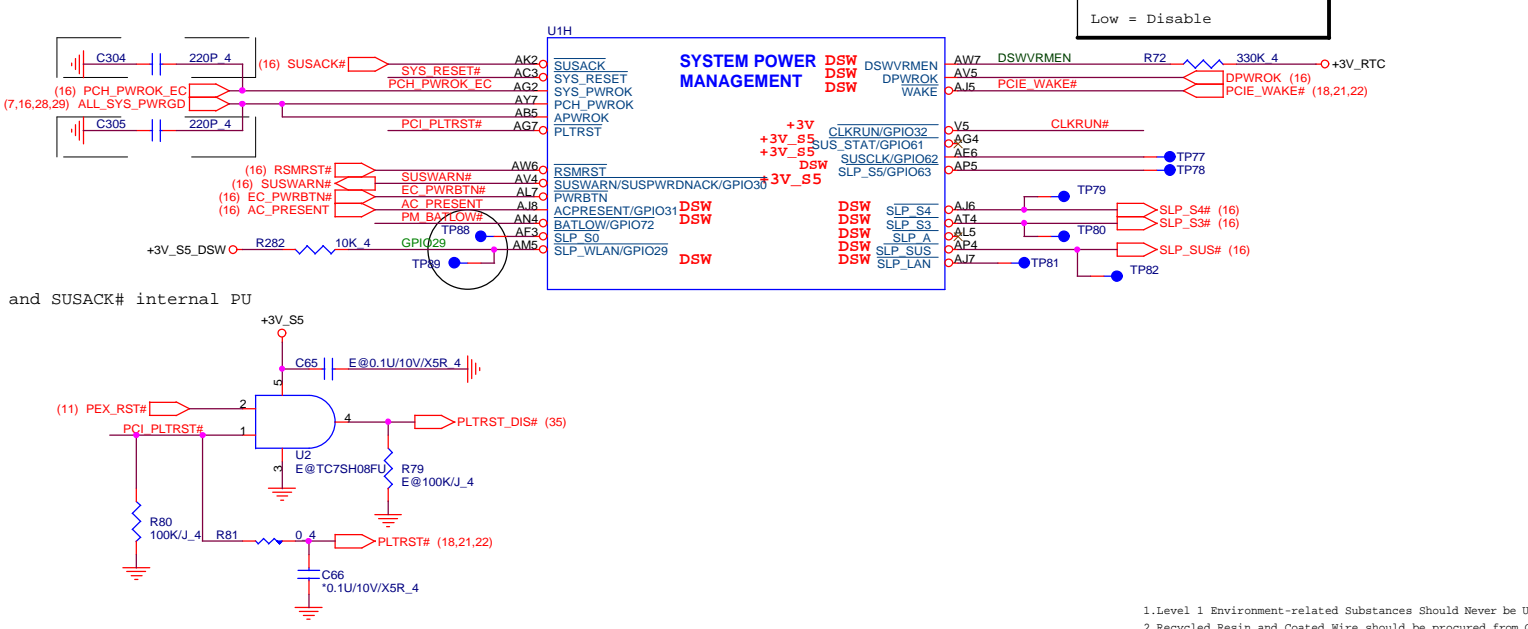 Low = Disable
U1H
C304
220P_4
(16) SUSACK#
SYS_RESET#
PCH_PWROK_EC
(16) PCH_PWROK_EC
(7,16,28,29) ALL_SYS_PWRGD
C305
220P_4
PCI_PLTRST#
(16) RSMRST#
(16) SUSWARN#
SUSWARN#
(16) EC_PWRBTN#
EC_PWRBTN#
(16) AC_PRESENT
AC_PRESENT
PM_BATLOW#
TP88
+3V_S5_DSW
R282
10K_4
GPIO29
TP89
AK2
AC3
AG2
AY7
AB5
AG7
AW6
AV4
AL7
AJ8
AN4
AF3
AM5
SUSACK
SYS_RESET
SYS_PWROK
PCH_PWROK
APWROK
PLTRST
RSMRST
SUSWARN/SUSPWRDNACK/GPIO30
PWRBTN
ACPRESENT/GPIO31
BATLOW/GPIO72
SLP_S0
SLP_WLAN/GPIO29
SYSTEM POWER
MANAGEMENT
DSW
DSW
DSW
DSWVRMEN
DPWROK
WAKE
+3V
+3V_S5
+3V_S5
DSW
+3V_S5
CLKRUN/GPIO32
SUS_STAT/GPIO61
SUSCLK/GPIO62
SLP_S5/GPIO63
DSW
DSW
DSW
DSW
DSW
DSW
DSW
DSW
SLP_S4
SLP_S3
SLP_A
SLP_SUS
SLP_LAN
AW7
AV5
AJ5
V5
AG4
AE6
AP5
AJ6
AT4
AL5
AP4
AJ7
DSWVRMEN
R72
330K_4
+3V_RTC
DPWROK (16)
PCIE_WAKE#
PCIE_WAKE# (18,21,22)
CLKRUN#
TP77
TP78
TP79
SLP_S4# (16)
SLP_S3# (16)
TP80
SLP_SUS# (16)
TP81
TP82
and SUSACK# internal PU
+3V_S5
C65
E@0.1U/10V/X5R_4
5
(11) PEX_RST#
2
PCI_PLTRST#
1
4
PLTRST_DIS# (35)
3
U2
E@TC7SH08FU
R79
E@100K/J_4
R80
100K/J_4
R81
0_4
PLTRST# (18,21,22)
C66
*0.1U/10V/X5R_4
1.Level 1 Environment-related Substances Should Never be U